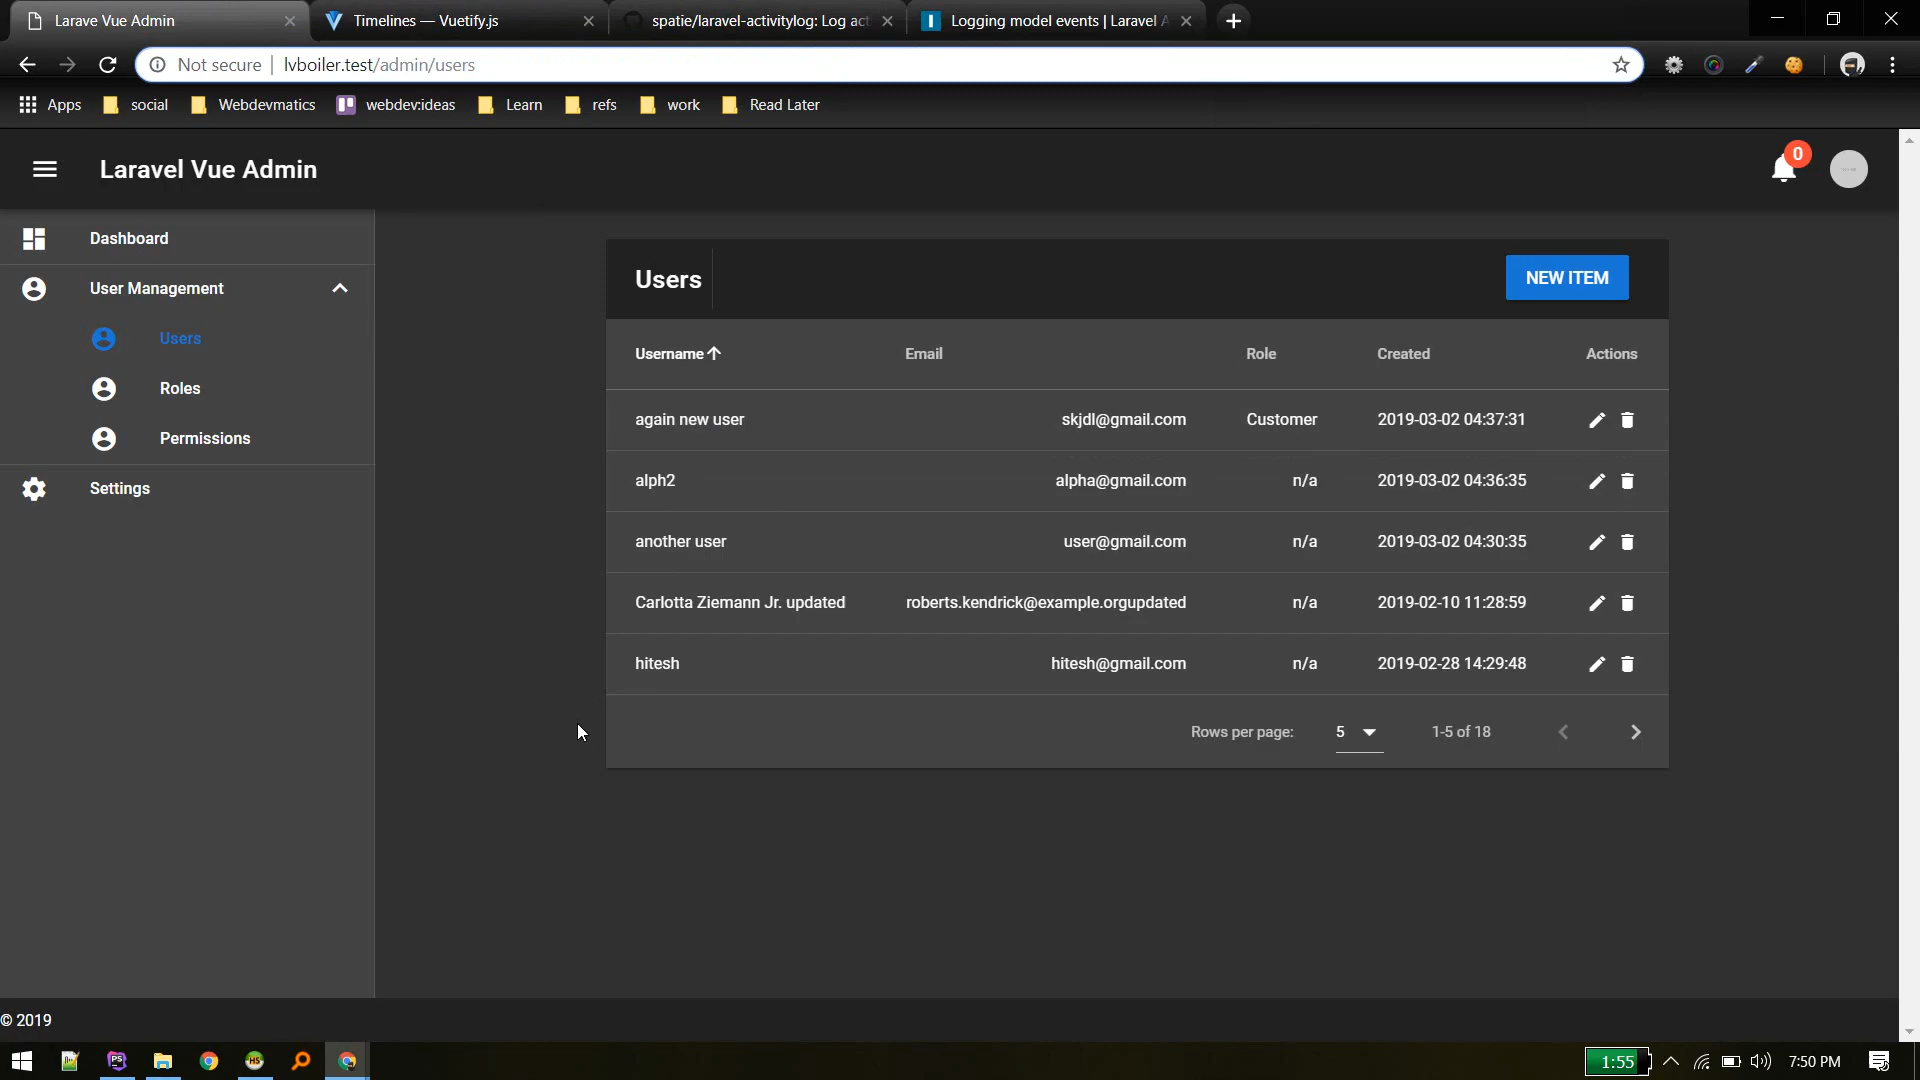 Larave Vue Admin
Timelines — Vuetify.js
spatie/laravel-activitylog: Log act
Logging model events | Laravel A
Not secure | lvboiler.test/admin/users
Apps social Webdevmatics webdev:ideas Learn refs work Read Later
Laravel Vue Admin
0
Dashboard
User Management
Users
Roles
Permissions
Settings
Users
NEW ITEM
Username Email Role Created Actions
again new user skjdl@gmail.com Customer 2019-03-02 04:37:31
alph2 alpha@gmail.com n/a 2019-03-02 04:36:35
another user user@gmail.com n/a 2019-03-02 04:30:35
Carlotta Ziemann Jr. updated roberts.kendrick@example.orgupdated n/a 2019-02-10 11:28:59
hitesh hitesh@gmail.com n/a 2019-02-28 14:29:48
Rows per page: 5 1-5 of 18
© 2019
PS
HS
1:55
7:50 PM